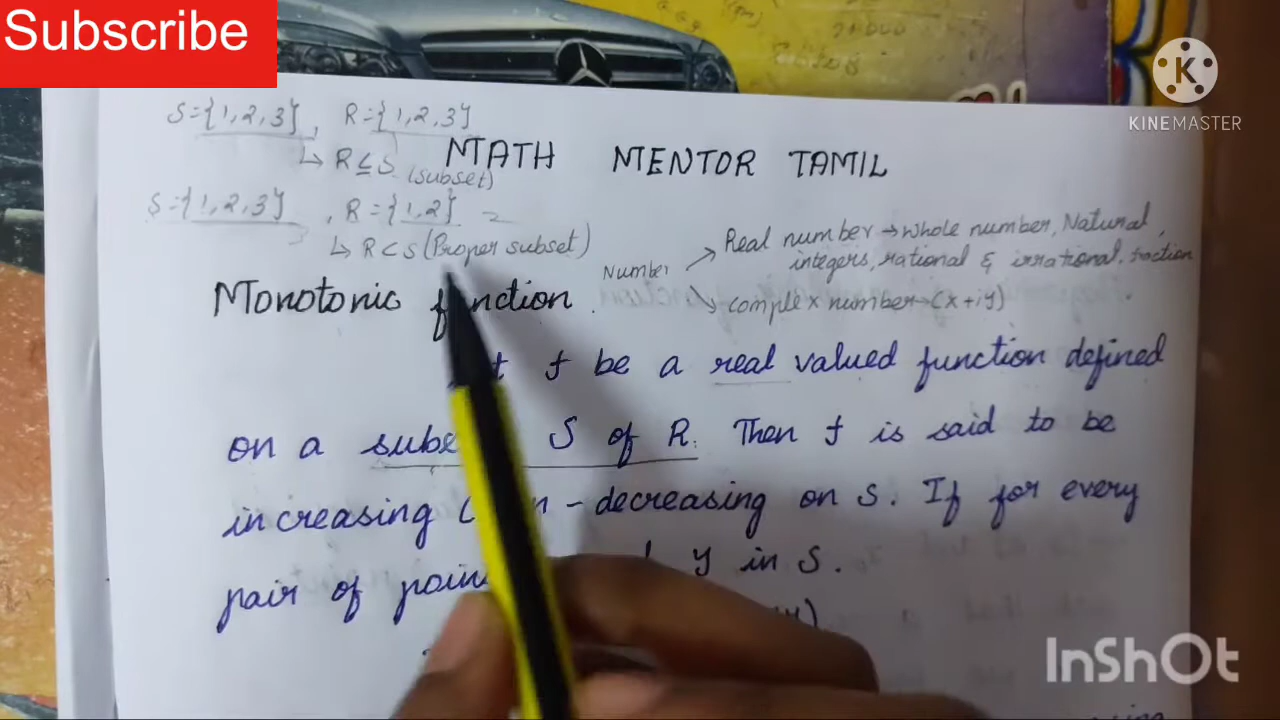 Subscribe
KINEMASTER
S={1,2,3}, R={1,2,3}
↳ R⊆S (subset)
MATH MENTOR TAMIL
S={1,2,3}, R={1,2}
↳ R<S (Proper subset)
Number
→ Real number → whole number, Natural,
integers, rational & irrational. fraction
↘ complex number → (x+iy)
Monotonic function.
f be a real valued function defined
on a S of R. Then f is said to be
increasing - decreasing on S. If for every
pair of y in S.
InShOt